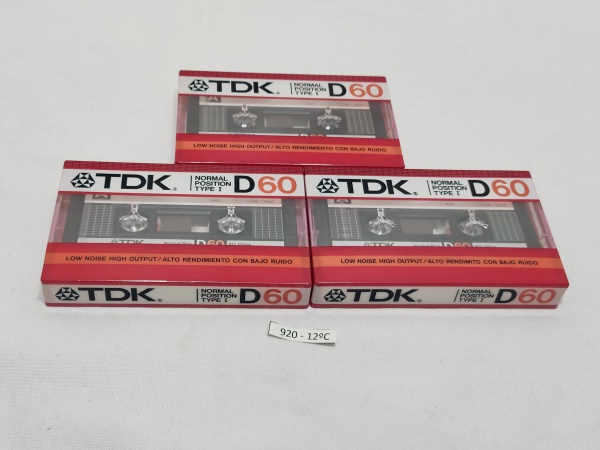 TDK® NORMAL POSITION TYPE I D60
A
LOW NOISE HIGH OUTPUT/ALTO RENDIMIENTO CON BAJO RUIDO
TDK® NORMAL POSITION TYPE I D60
A
TDK D60
LOW NOISE HIGH OUTPUT/ALTO RENDIMIENTO CON BAJO RUIDO
TDK® NORMAL POSITION TYPE I D60
TDK® NORMAL POSITION TYPE I D60
A
TDK D60
LOW NOISE HIGH OUTPUT/ALTO RENDIMITO CON BAJO RUIDO
TDK® NORMAL POSITION TYPE I D60
920 - 12ºC